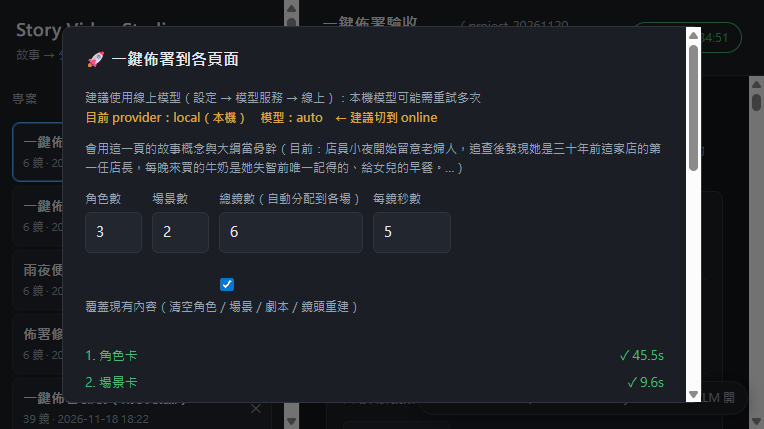 Story Video Studio
故事 →
專案
一鍵
6 鏡 · 20
一鍵佈
6 鏡 · 20
雨夜便
6 鏡 · 20
佈署修
6 鏡 · 20
39 鏡 · 2026-11-18 18:22
一鍵佈署驗收
( project-20261120
34:51
🚀 一鍵佈署到各頁面
建議使用線上模型（設定 → 模型服務 → 線上）：本機模型可能需重試多次
目前 provider：local（本機） 模型：auto ← 建議切到 online
會用這一頁的故事概念與大綱當骨幹（目前：店員小夜開始留意老婦人，追查後發現她是三十年前這家店的第
一任店長，每晚來買的牛奶是她失智前唯一記得的、給女兒的早餐。...）
角色數 場景數 總鏡數（自動分配到各場） 每鏡秒數
3 2 6 5
覆蓋現有內容（清空角色 / 場景 / 劇本 / 鏡頭重建）
1. 角色卡 ✓ 45.5s
2. 場景卡 ✓ 9.6s
LM 開